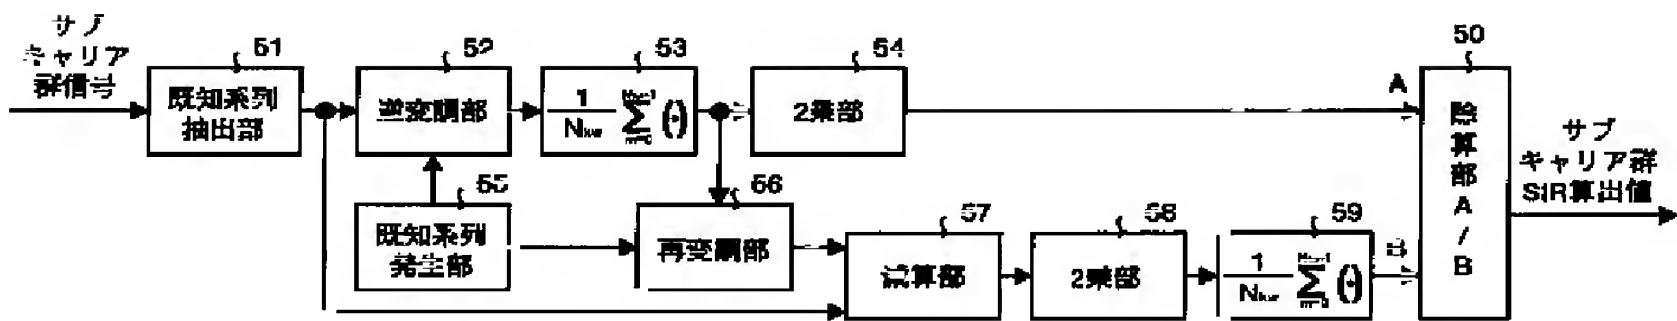 サブ
キャリア
群信号
51
既知系列
抽出部
52
逆変調部
53
1
N
Σ(·)
54
2乗部
A
50
除算部A/B
サブ
キャリア群
SIR算出値
55
既知系列
発生部
56
再変調部
57
減算部
58
2乗部
59
1
N
Σ(·)
B